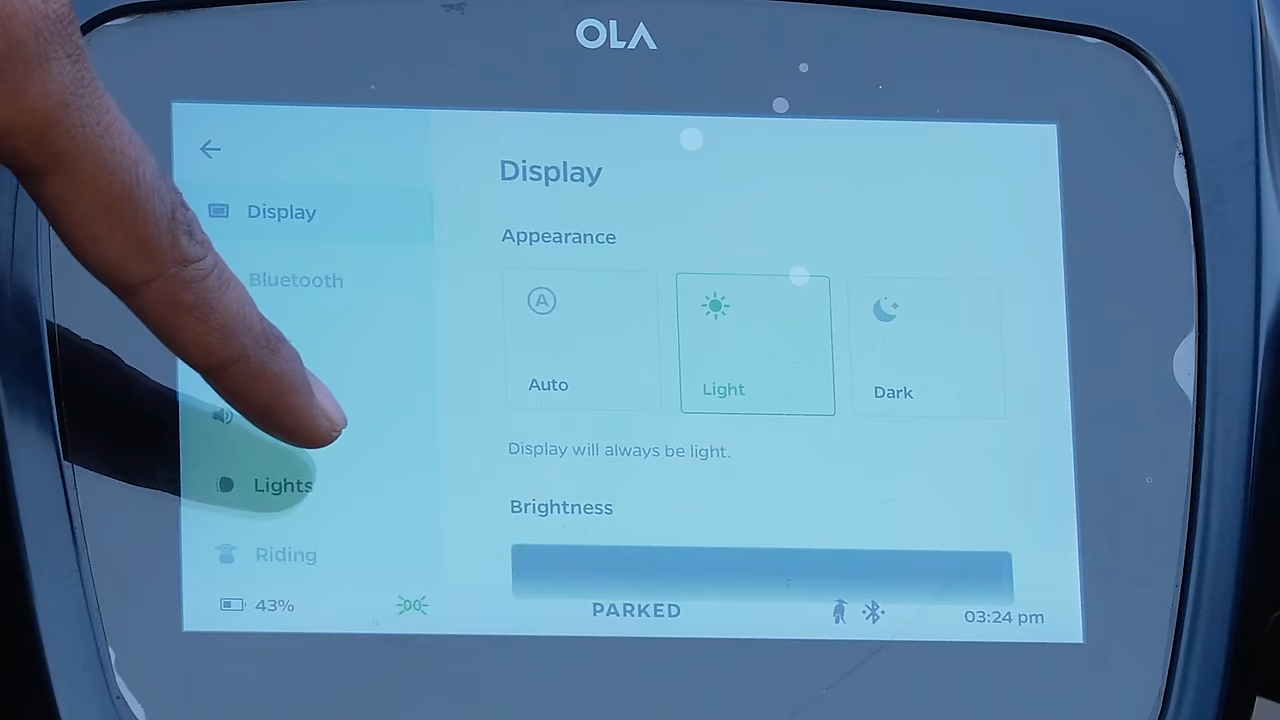 OLA
Display
Bluetooth
Lights
Riding
Display
Appearance
A
Auto
Light
Dark
Display will always be light.
Brightness
43%
PARKED
03:24 pm